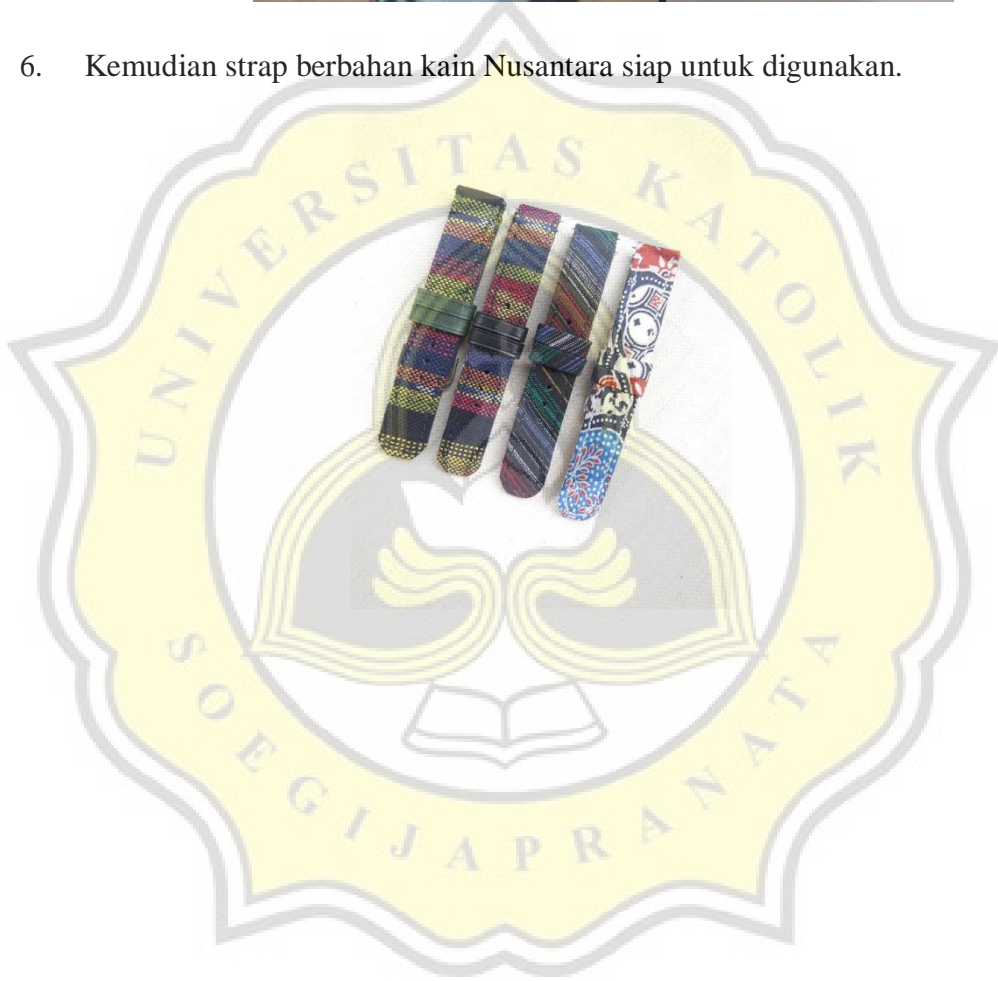 6. Kemudian strap berbahan kain Nusantara siap untuk digunakan.
UNIVERSITAS KATOLIK
SOEGIJAPRANATA